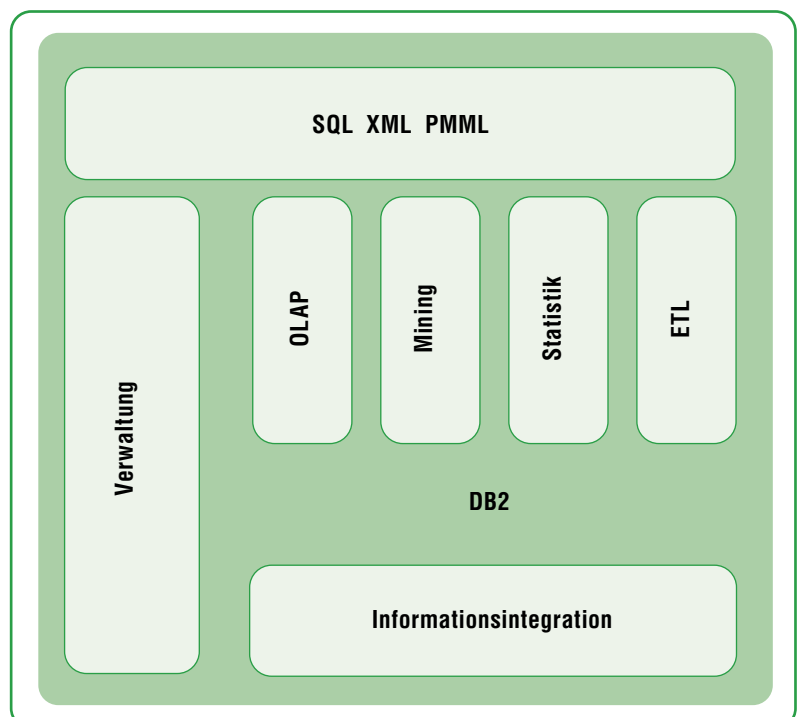 SQL XML PMML
Verwaltung
OLAP
Mining
Statistik
ETL
DB2
Informationsintegration